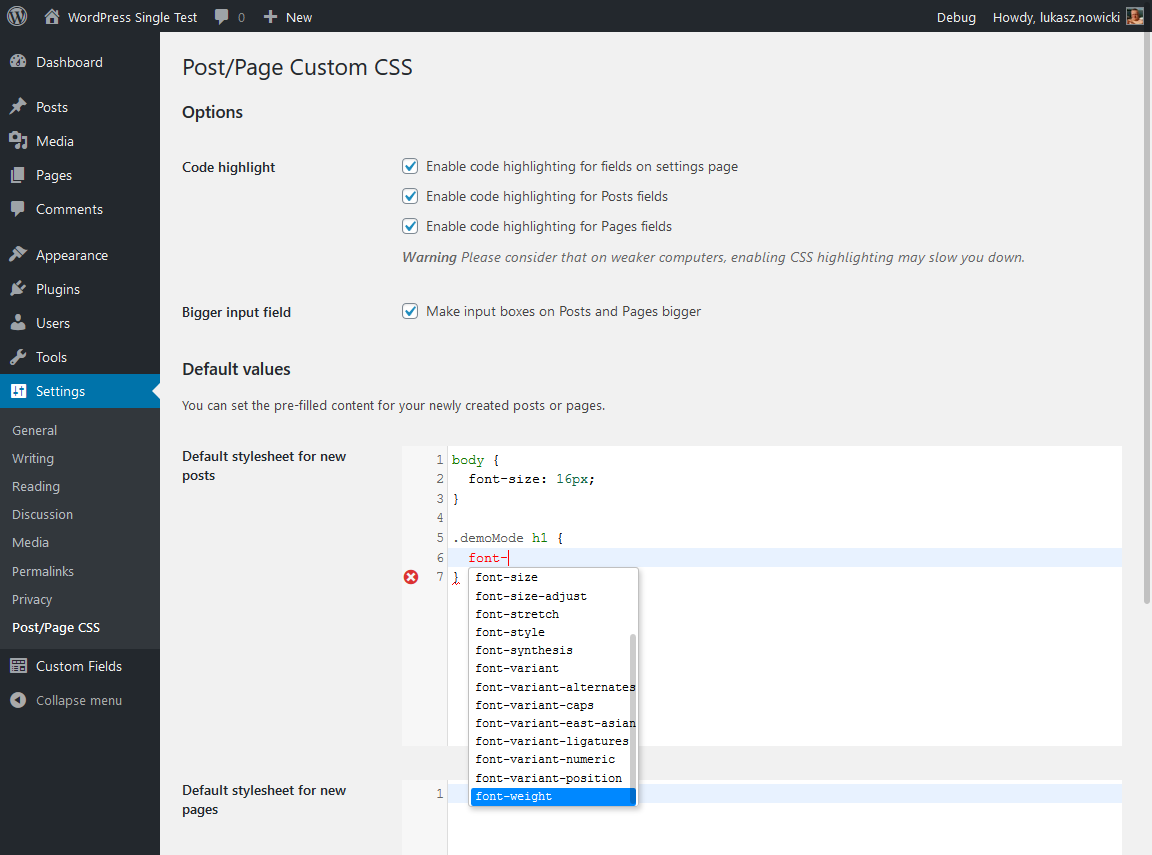 WordPress Single Test 0 New Debug Howdy, lukasz.nowicki
Dashboard
Posts
Media
Pages
Comments
Appearance
Plugins
Users
Tools
Settings
General
Writing
Reading
Discussion
Media
Permalinks
Privacy
Post/Page CSS
Custom Fields
Collapse menu
Post/Page Custom CSS
Options
Code highlight
Enable code highlighting for fields on settings page
Enable code highlighting for Posts fields
Enable code highlighting for Pages fields
Warning Please consider that on weaker computers, enabling CSS highlighting may slow you down.
Bigger input field
Make input boxes on Posts and Pages bigger
Default values
You can set the pre-filled content for your newly created posts or pages.
Default stylesheet for new
posts
1 body {
2 font-size: 16px;
3 }
4
5 .demoMode h1 {
6 font-
7 }
font-size
font-size-adjust
font-stretch
font-style
font-synthesis
font-variant
font-variant-alternates
font-variant-caps
font-variant-east-asian
font-variant-ligatures
font-variant-numeric
font-variant-position
font-weight
Default stylesheet for new
pages
1